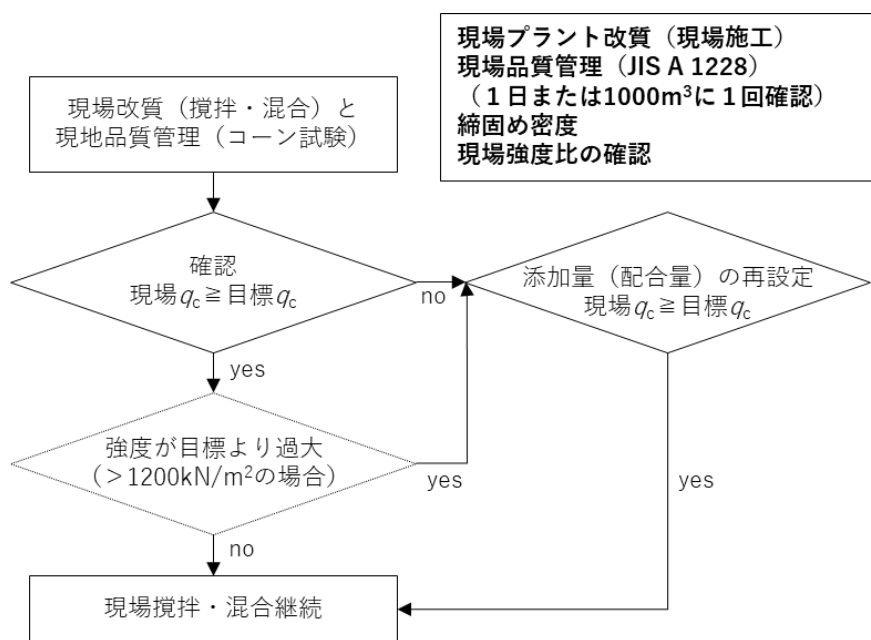 現場プラント改質（現場施工）
現場品質管理（JIS A 1228）
（１日または1000m³に１回確認）
締固め密度
現場強度比の確認
現場改質（撹拌・混合）と
現地品質管理（コーン試験）
確認
現場qc≧目標qc
no
添加量（配合量）の再設定
現場qc≧目標qc
yes
強度が目標より過大
（＞1200kN/m²の場合）
yes
yes
no
現場撹拌・混合継続